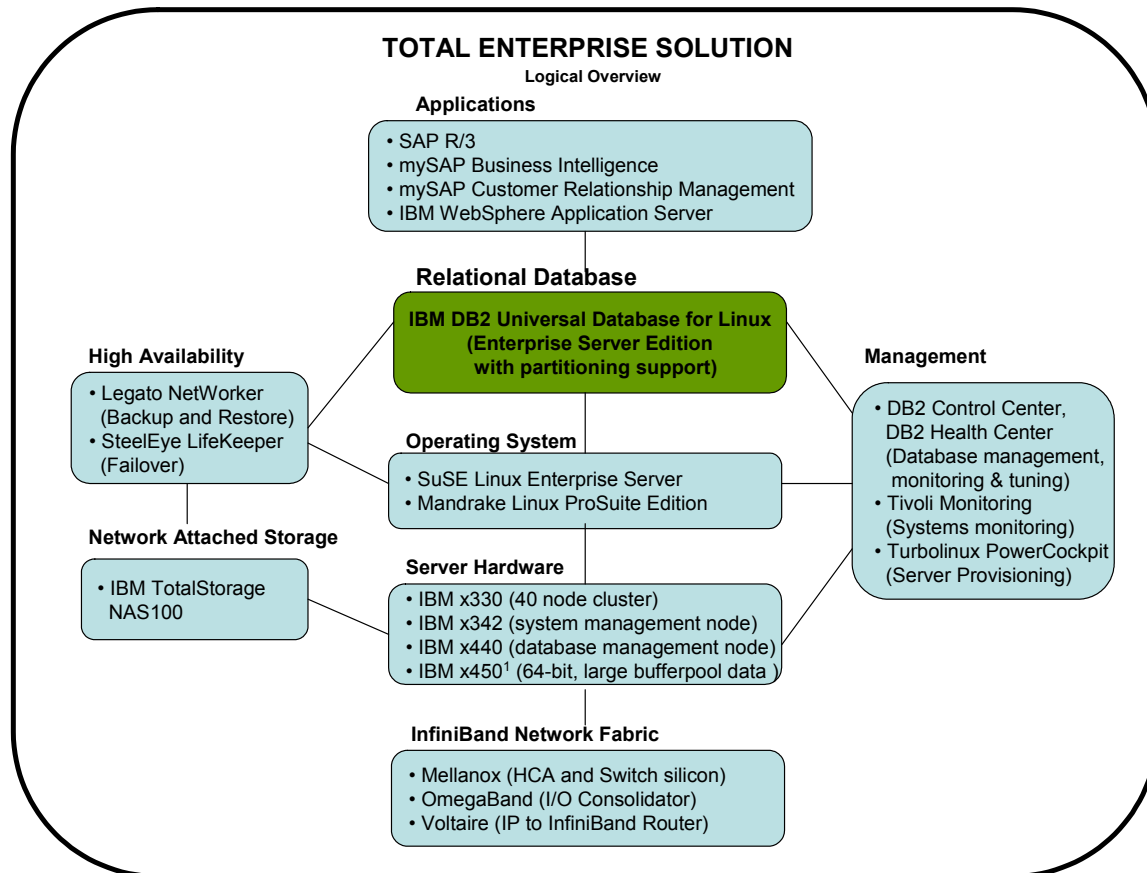 TOTAL ENTERPRISE SOLUTION
Logical Overview
Applications
• SAP R/3
• mySAP Business Intelligence
• mySAP Customer Relationship Management
• IBM WebSphere Application Server
Relational Database
IBM DB2 Universal Database for Linux
(Enterprise Server Edition
with partitioning support)
High Availability
• Legato NetWorker
(Backup and Restore)
• SteelEye LifeKeeper
(Failover)
Management
• DB2 Control Center,
DB2 Health Center
(Database management,
monitoring & tuning)
• Tivoli Monitoring
(Systems monitoring)
• Turbolinux PowerCockpit
(Server Provisioning)
Operating System
• SuSE Linux Enterprise Server
• Mandrake Linux ProSuite Edition
Network Attached Storage
• IBM TotalStorage
NAS100
Server Hardware
• IBM x330 (40 node cluster)
• IBM x342 (system management node)
• IBM x440 (database management node)
• IBM x450¹ (64-bit, large bufferpool data )
InfiniBand Network Fabric
• Mellanox (HCA and Switch silicon)
• OmegaBand (I/O Consolidator)
• Voltaire (IP to InfiniBand Router)